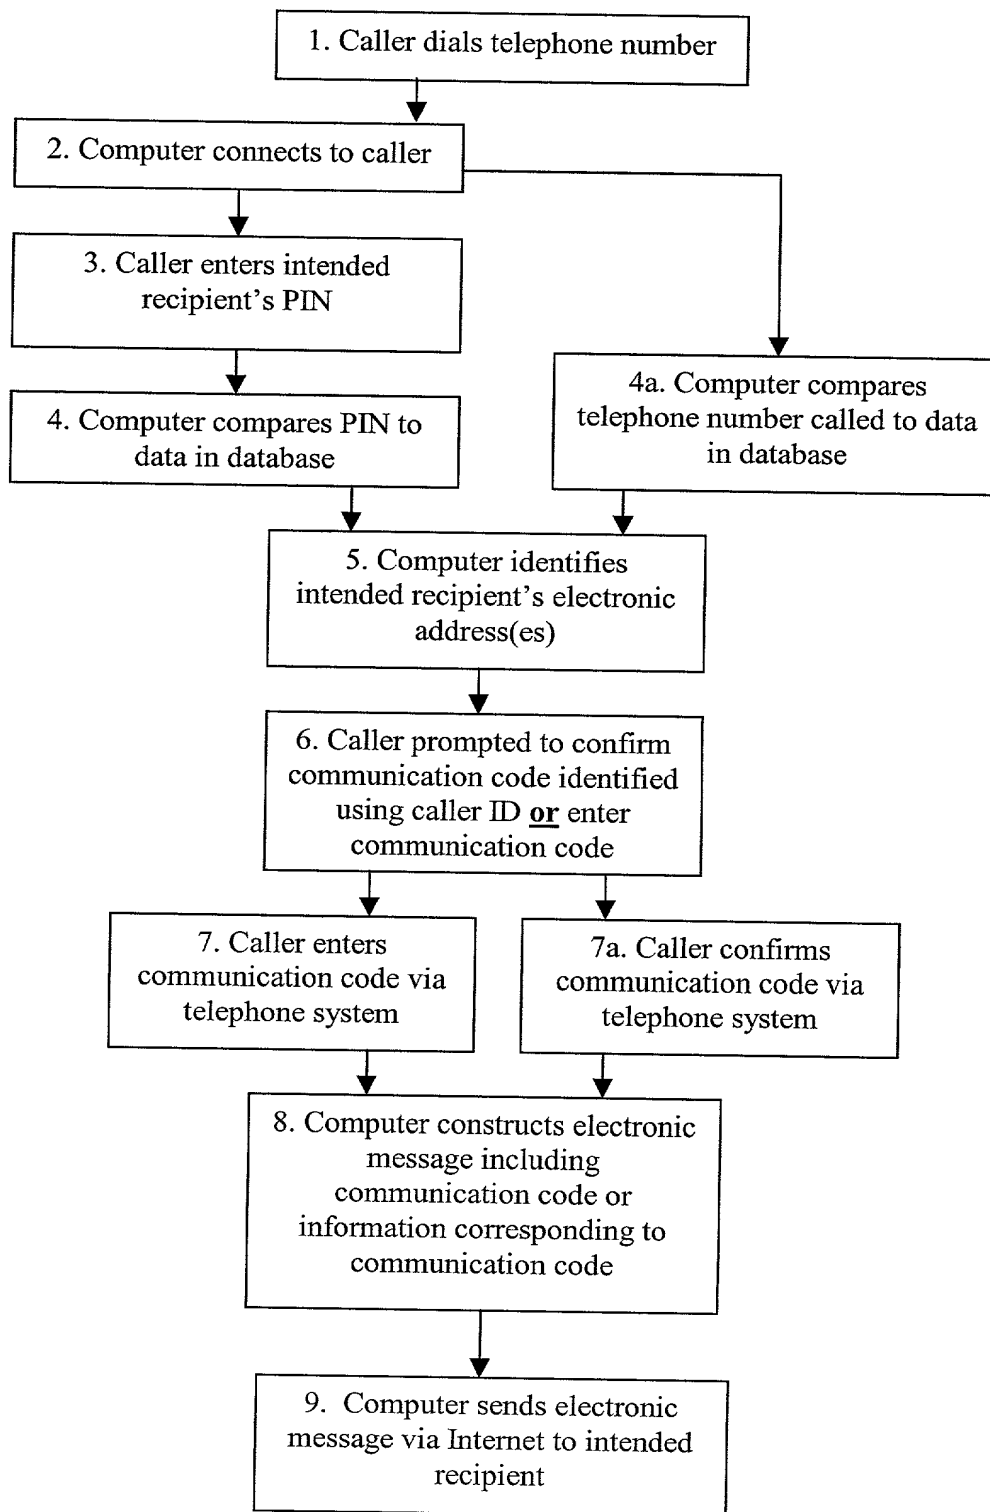 1. Caller dials telephone number
2. Computer connects to caller
3. Caller enters intended
recipient's PIN
4. Computer compares PIN to
data in database
4a. Computer compares
telephone number called to data
in database
5. Computer identifies
intended recipient's electronic
address(es)
6. Caller prompted to confirm
communication code identified
using caller ID or enter
communication code
7. Caller enters
communication code via
telephone system
7a. Caller confirms
communication code via
telephone system
8. Computer constructs electronic
message including
communication code or
information corresponding to
communication code
9. Computer sends electronic
message via Internet to intended
recipient